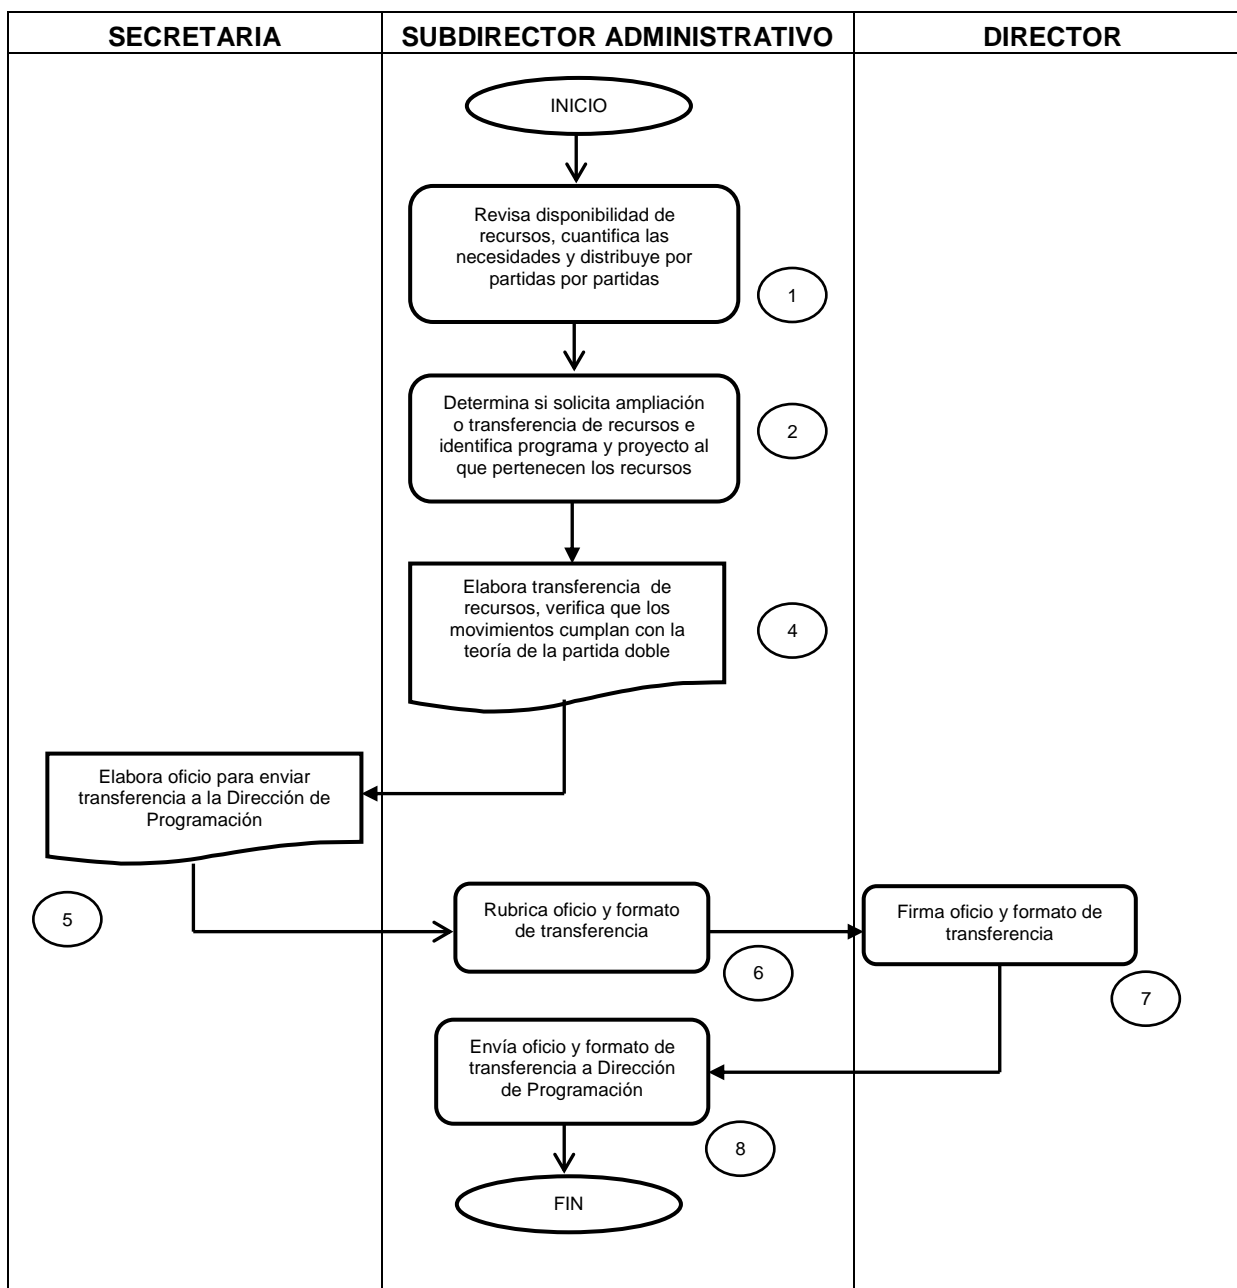 SECRETARIA
SUBDIRECTOR ADMINISTRATIVO
DIRECTOR
INICIO
Revisa disponibilidad de
recursos, cuantifica las
necesidades y distribuye por
partidas por partidas
1
Determina si solicita ampliación
o transferencia de recursos e
identifica programa y proyecto al
que pertenecen los recursos
2
Elabora transferencia de
recursos, verifica que los
movimientos cumplan con la
teoría de la partida doble
4
Elabora oficio para enviar
transferencia a la Dirección de
Programación
5
Rubrica oficio y formato
de transferencia
6
Firma oficio y formato de
transferencia
7
Envía oficio y formato de
transferencia a Dirección
de Programación
8
FIN